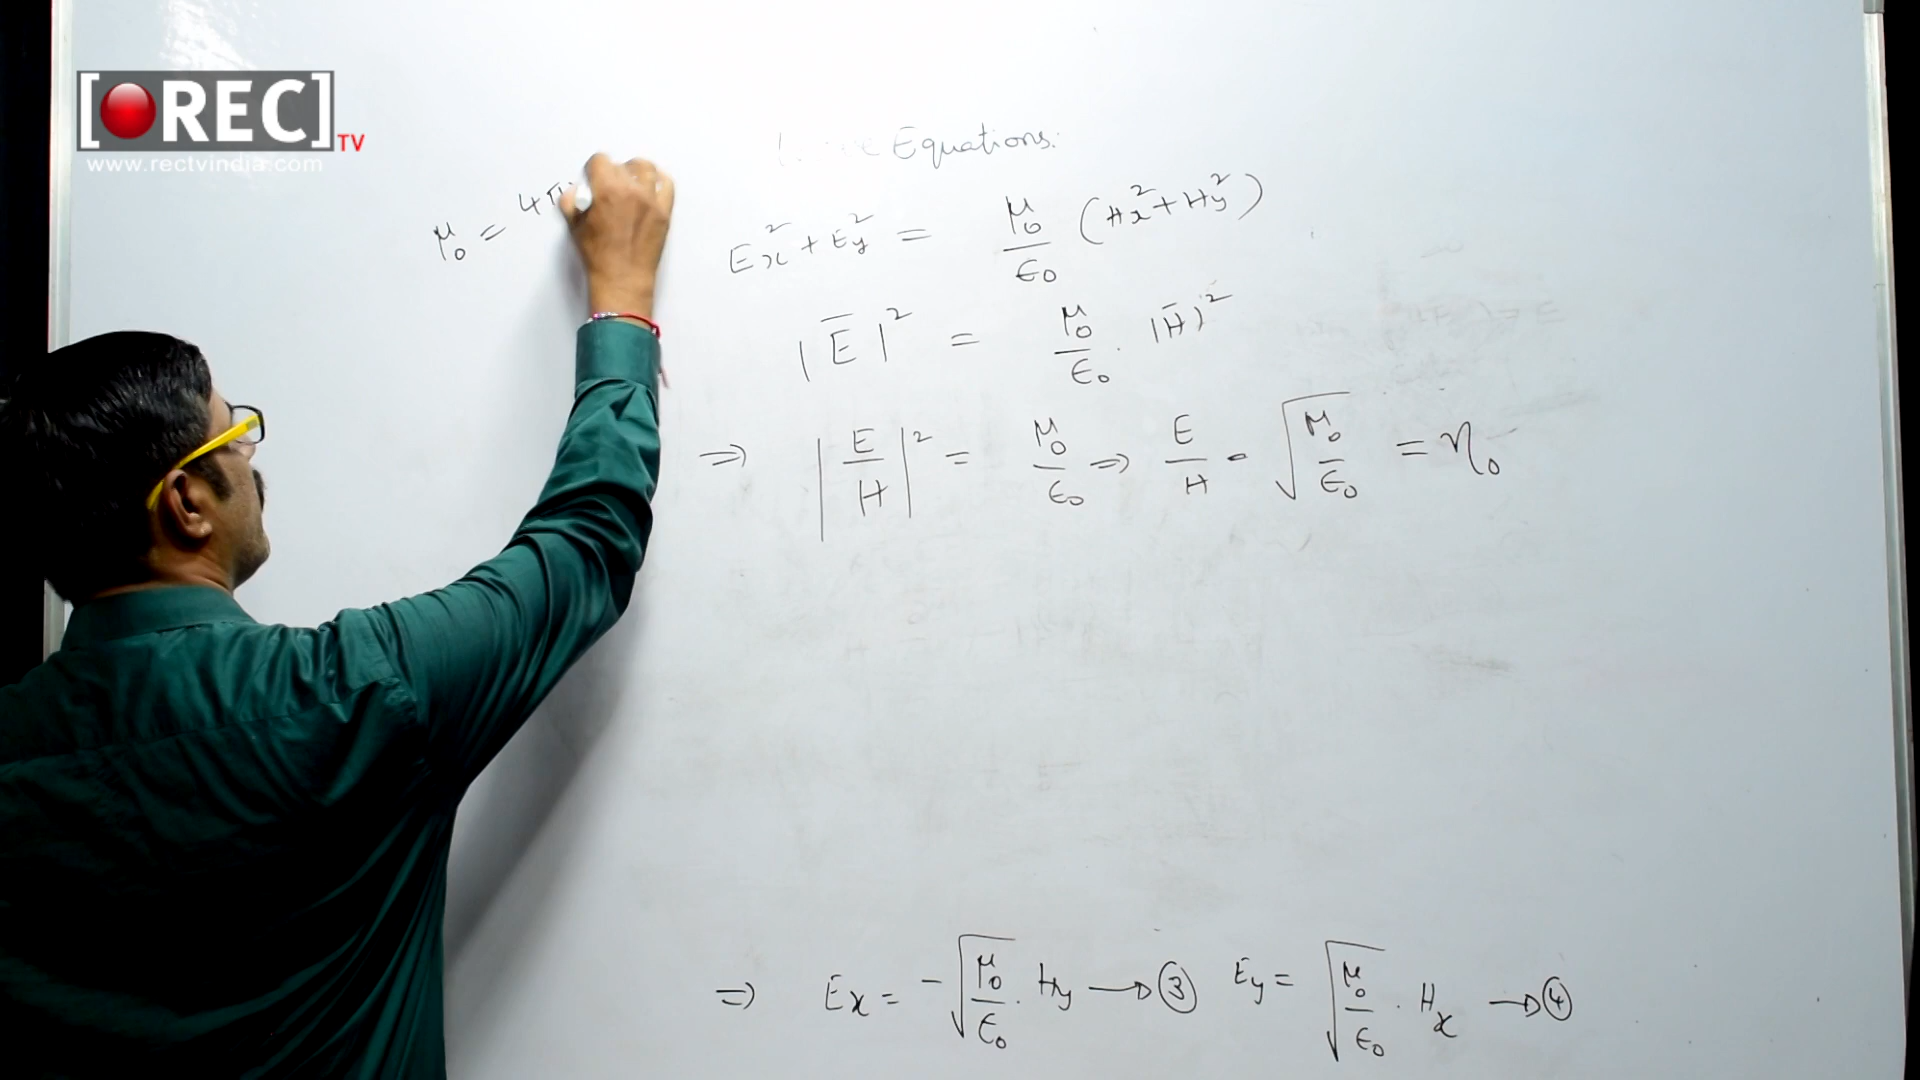 [REC] TV
www.rectvindia.com
Equations:
μ₀ = 4π
Ex² + Ey² = μ₀/ϵ₀ (Hx² + Hy²)
|E̅|² = μ₀/ϵ₀ . |H̅|²
⇒ |E/H|² = μ₀/ϵ₀ ⇒ E/H = √(μ₀/ϵ₀) = η₀
⇒ Ex = -√(μ₀/ϵ₀) . Hy → ③ Ey = √(μ₀/ϵ₀) . Hx → ④